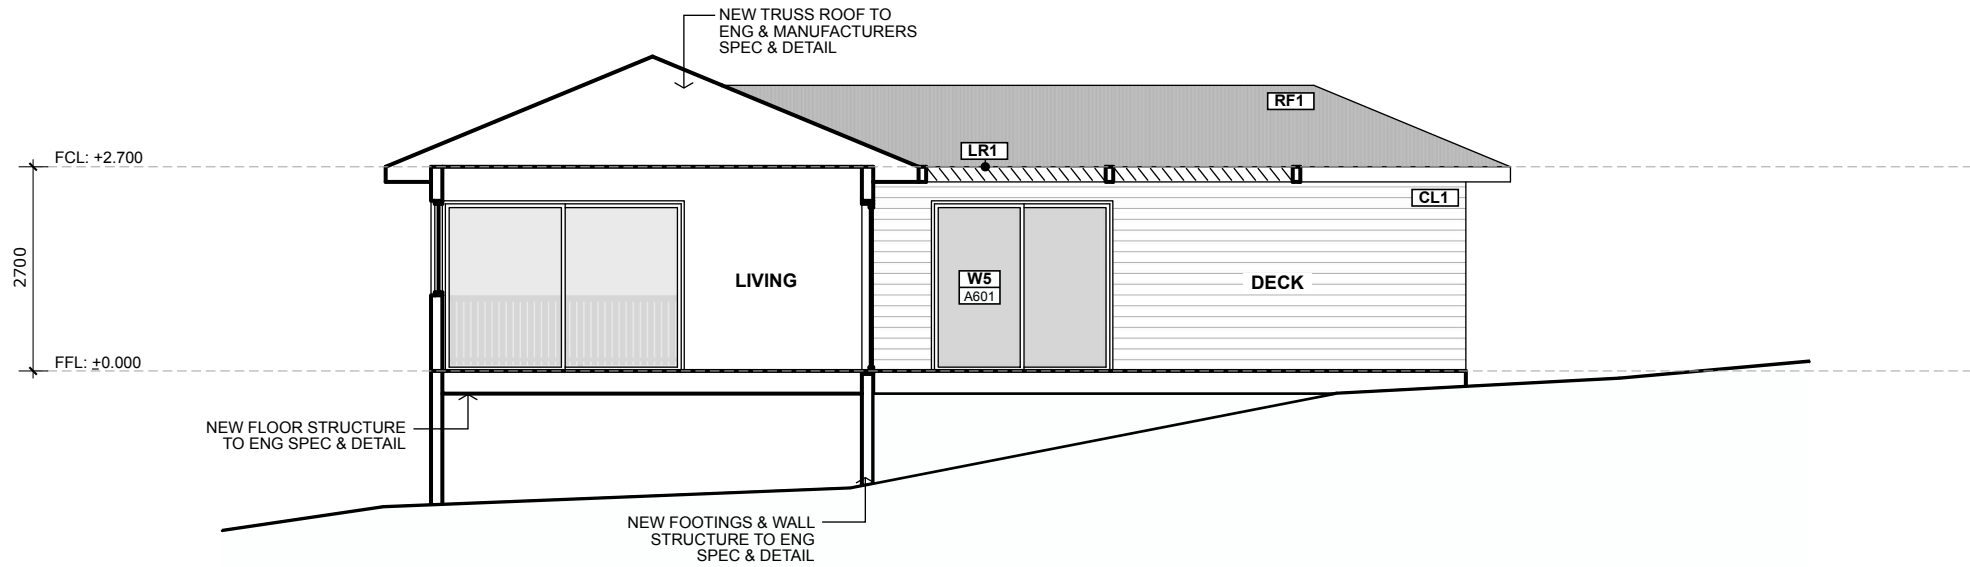 NEW TRUSS ROOF TO
ENG & MANUFACTURERS
SPEC & DETAIL
RF1
FCL: +2.700
LR1
CL1
2700
LIVING
W5
A601
DECK
FFL: ±0.000
NEW FLOOR STRUCTURE
TO ENG SPEC & DETAIL
NEW FOOTINGS & WALL
STRUCTURE TO ENG
SPEC & DETAIL